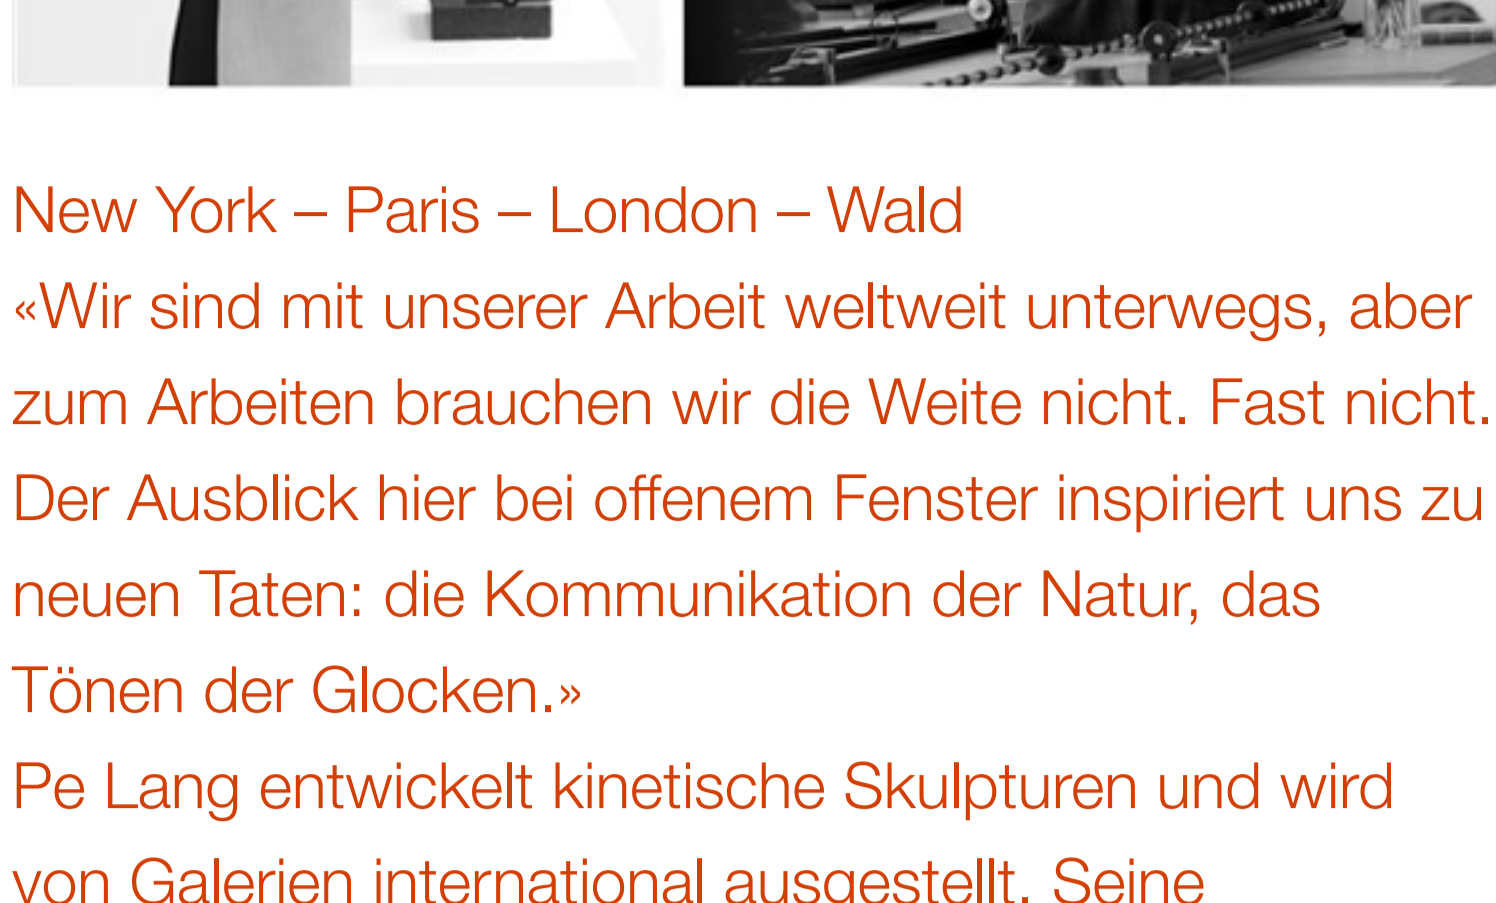 New York – Paris – London – Wald
«Wir sind mit unserer Arbeit weltweit unterwegs, aber
zum Arbeiten brauchen wir die Weite nicht. Fast nicht.
Der Ausblick hier bei offenem Fenster inspiriert uns zu
neuen Taten: die Kommunikation der Natur, das
Tönen der Glocken.»
Pe Lang entwickelt kinetische Skulpturen und wird
von Galerien international ausgestellt. Seine